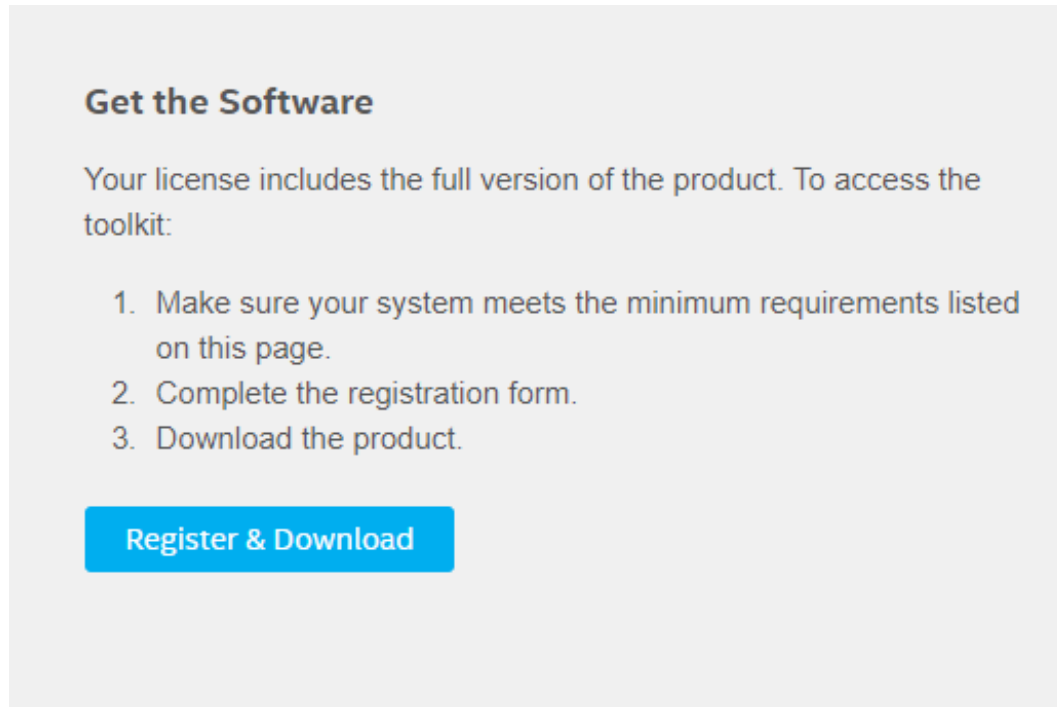 Get the Software
Your license includes the full version of the product. To access the
toolkit:
1. Make sure your system meets the minimum requirements listed
on this page.
2. Complete the registration form.
3. Download the product.
Register & Download